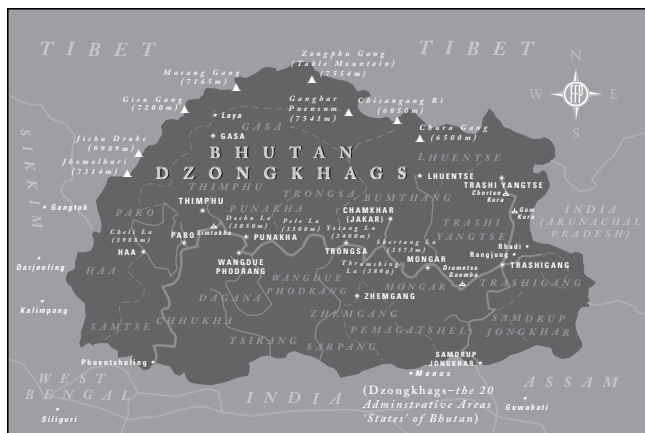 TIBET
TIBET
Zongphu Gang
(Table Mountain)
(7554m)
Masang Gang
(7165m)
N
W
E
S
FFP
Gieu Gang
(7200m)
Gangbar
Puensum
(7541m)
Chisangang Ri
(6050m)
Laya
GASA
GASA
Chura Gang
(6500m)
Jichu Drake
(6989m)
Jhomolhari
(7314m)
BHUTAN
DZONGKHAGS
LHUENTSE
LHUENTSE
TRASHI YANGTSE
Chorten
Kora
Gom
Kora
SIKKIM
THIMPHU
THIMPHU
TRONGSA
BUMTHANG
Gangtok
PARO
PUNAKHA
Dochu La
(3050m)
Pele La
(3300m)
CHAMKHAR
(JAKAR)
TRASHI
YANGTSE
INDIA
(ARUNACHAL
PRADESH)
Cheli La
(3988m)
Simtokha
Yotang La
(3400m)
Shertang La
(3573m)
HAA
PARO
PUNAKHA
TRONGSA
Rhadi
Rangjung
Darjeeling
HAA
WANGDUE
PHODRANG
Thrumshing
La (380g)
MONGAR
Drametse
Goemba
TRASHIGANG
TRASHIGANG
WANGDUE
PHODRANG
MONGAR
Kalimpong
DAGANA
ZHEMGANG
ZHEMGANG
SAMTSE
CHHUKHA
PEMAGATSHEL
SAMDRUP
JONGKHAR
TSIRANG
SARPANG
Phuentsholing
SAMDRUP
JONGKHAR
Manas
WEST
BENGAL
INDIA
(Dzongkhags–the 20
Adminstrative Areas
'States' of Bhutan)
ASSAM
Guwahati
Siliguri